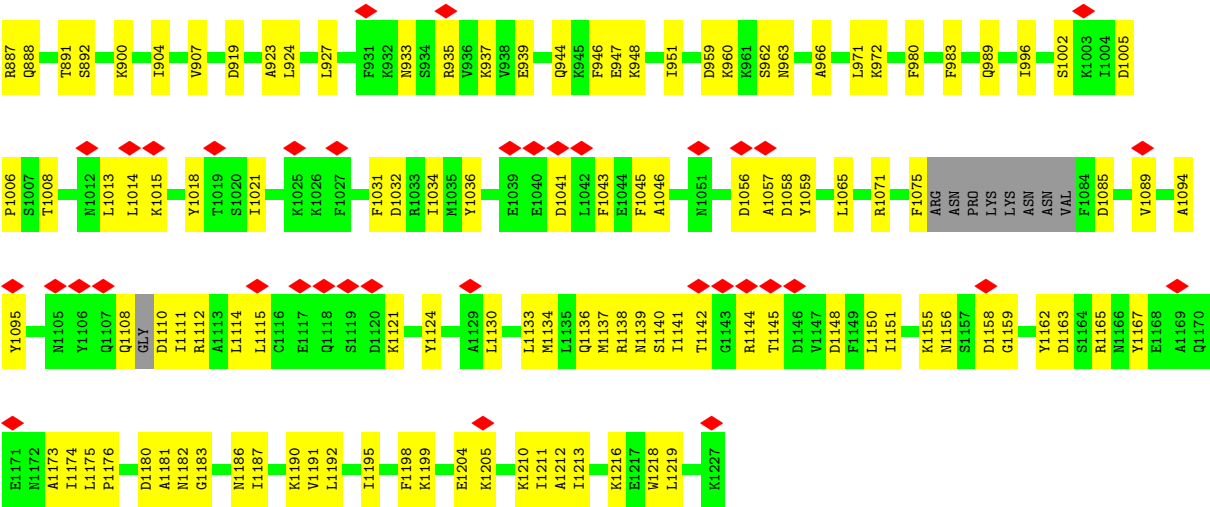 R887 Q888 T891 S892 K900 I904 V907 D919 A923 L924 L927 F931 K932 N933 S934 R935 V936 K937 V938 E939 Q944 K945 F946 E947 K948 I951 D959 K960 K961 S962 N963 A966 L971 K972 F980 F983 Q989 I996 S1002 K1003 I1004 D1005
P1006 S1007 T1008 N1012 L1013 L1014 K1015 Y1018 T1019 S1020 I1021 K1025 K1026 F1027 F1031 D1032 R1033 I1034 M1035 Y1036 E1039 E1040 D1041 L1042 F1043 E1044 F1045 A1046 N1051 D1056 A1057 D1058 Y1059 L1065 R1071 F1075 ARG ASN PRO LYS LYS ASN ASN VAL F1084 D1085 V1089 A1094
Y1095 N1105 Y1106 Q1107 Q1108 GLY D1110 I1111 R1112 A1113 L1114 L1115 C1116 E1117 Q1118 S1119 D1120 K1121 Y1124 A1129 L1130 L1133 M1134 L1135 Q1136 M1137 R1138 N1139 S1140 I1141 T1142 G1143 R1144 T1145 D1146 V1147 D1148 F1149 L1150 I1151 K1155 N1156 S1157 D1158 G1159 Y1162 D1163 S1164 R1165 N1166 Y1167 E1168 A1169 Q1170
E1171 N1172 A1173 I1174 L1175 P1176 D1180 A1181 N1182 G1183 N1186 I1187 K1190 V1191 L1192 I1195 F1198 K1199 E1204 K1205 K1210 I1211 A1212 I1213 K1216 E1217 W1218 L1219 K1227